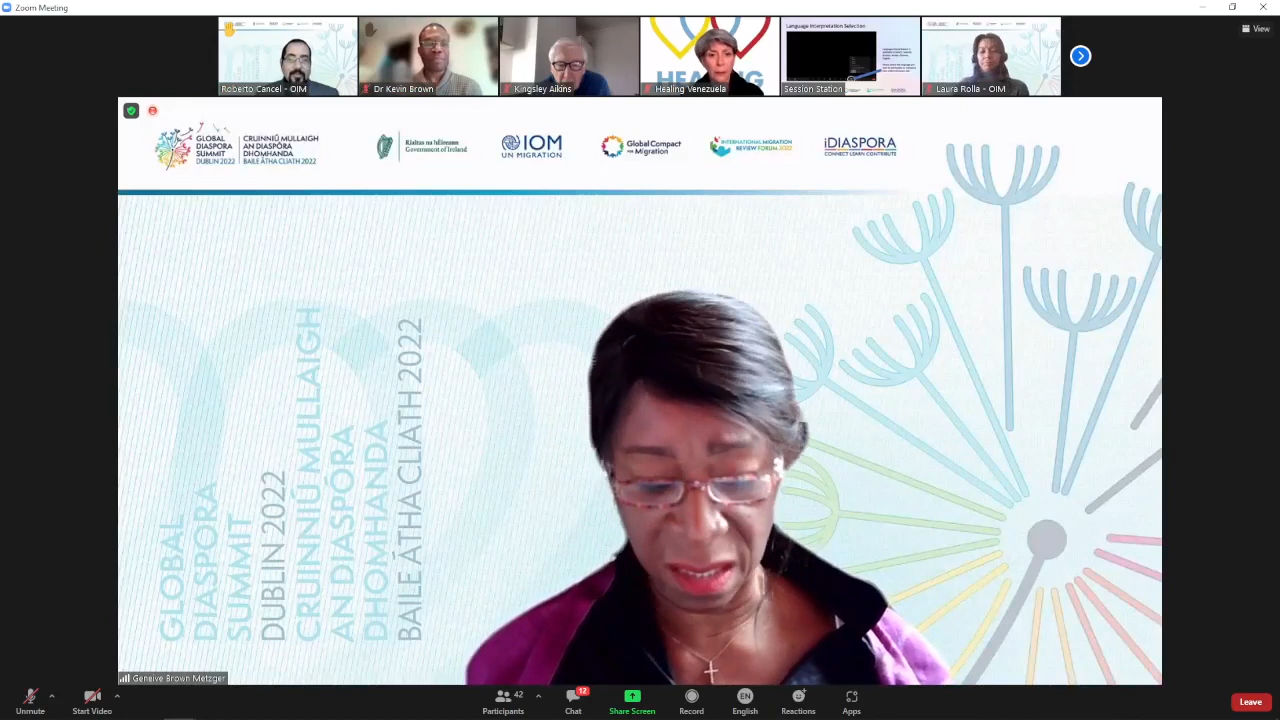 Zoom Meeting
View
Roberto Cancel - OIM
Dr Kevin Brown
Kingsley Aikins
Healing Venezuela
HEALING
Language Interpretation Selection
Session Station
Laura Rolla - OIM
GLOBAL
DIASPORA
SUMMIT
DUBLIN 2022
CRUINNIÚ MULLAIGH
AN DIASPÓRA
DHOMHANDA
BAILE ÁTHA CLIATH 2022
Rialtas na hÉireann
Government of Ireland
IOM
UN MIGRATION
Global Compact
FOR Migration
INTERNATIONAL MIGRATION
REVIEW FORUM 2022
iDIASPORA
CONNECT LEARN CONTRIBUTE
GLOBAL
DIASPORA
SUMMIT
DUBLIN 2022
CRUINNIÚ MULLAIGH
AN DIASPÓRA
DHOMHANDA
BAILE ÁTHA CLIATH 2022
Geneive Brown Metzger
Unmute
Start Video
Participants
42
Chat
12
Share Screen
Record
EN
English
Reactions
Apps
Leave